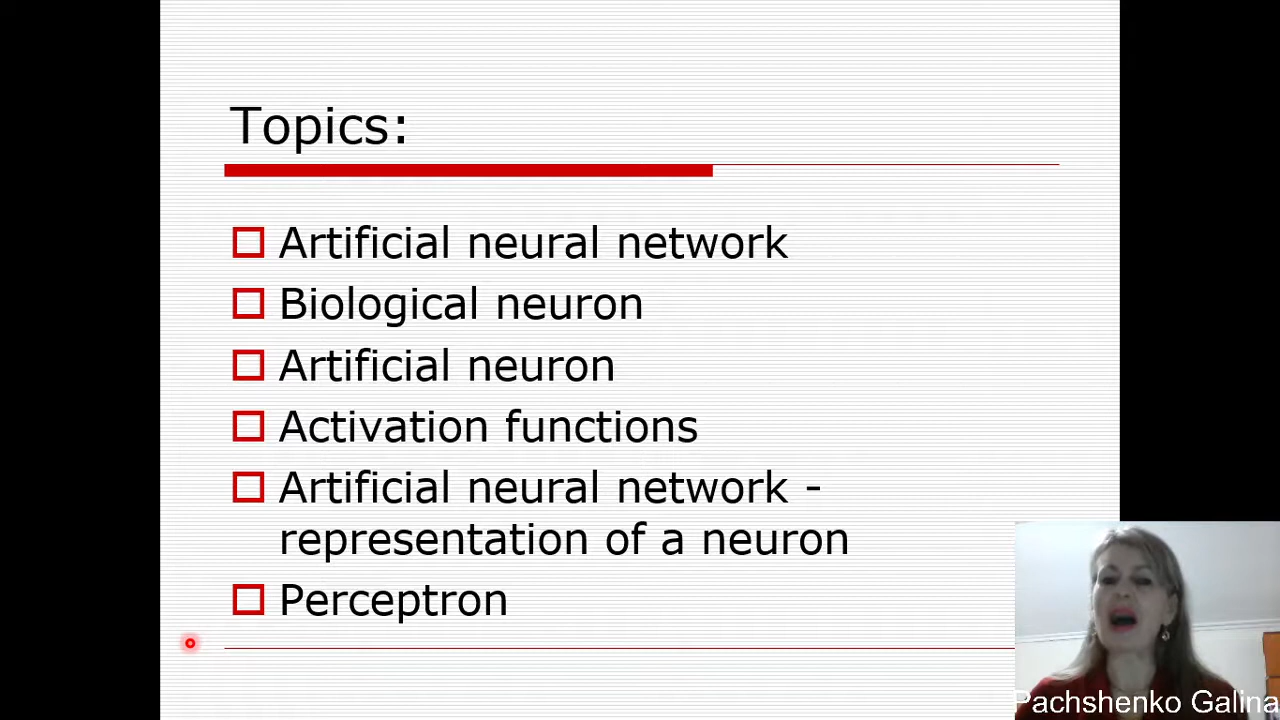 Topics:
Artificial neural network
Biological neuron
Artificial neuron
Activation functions
Artificial neural network -
representation of a neuron
Perceptron
Pachshenko Galina